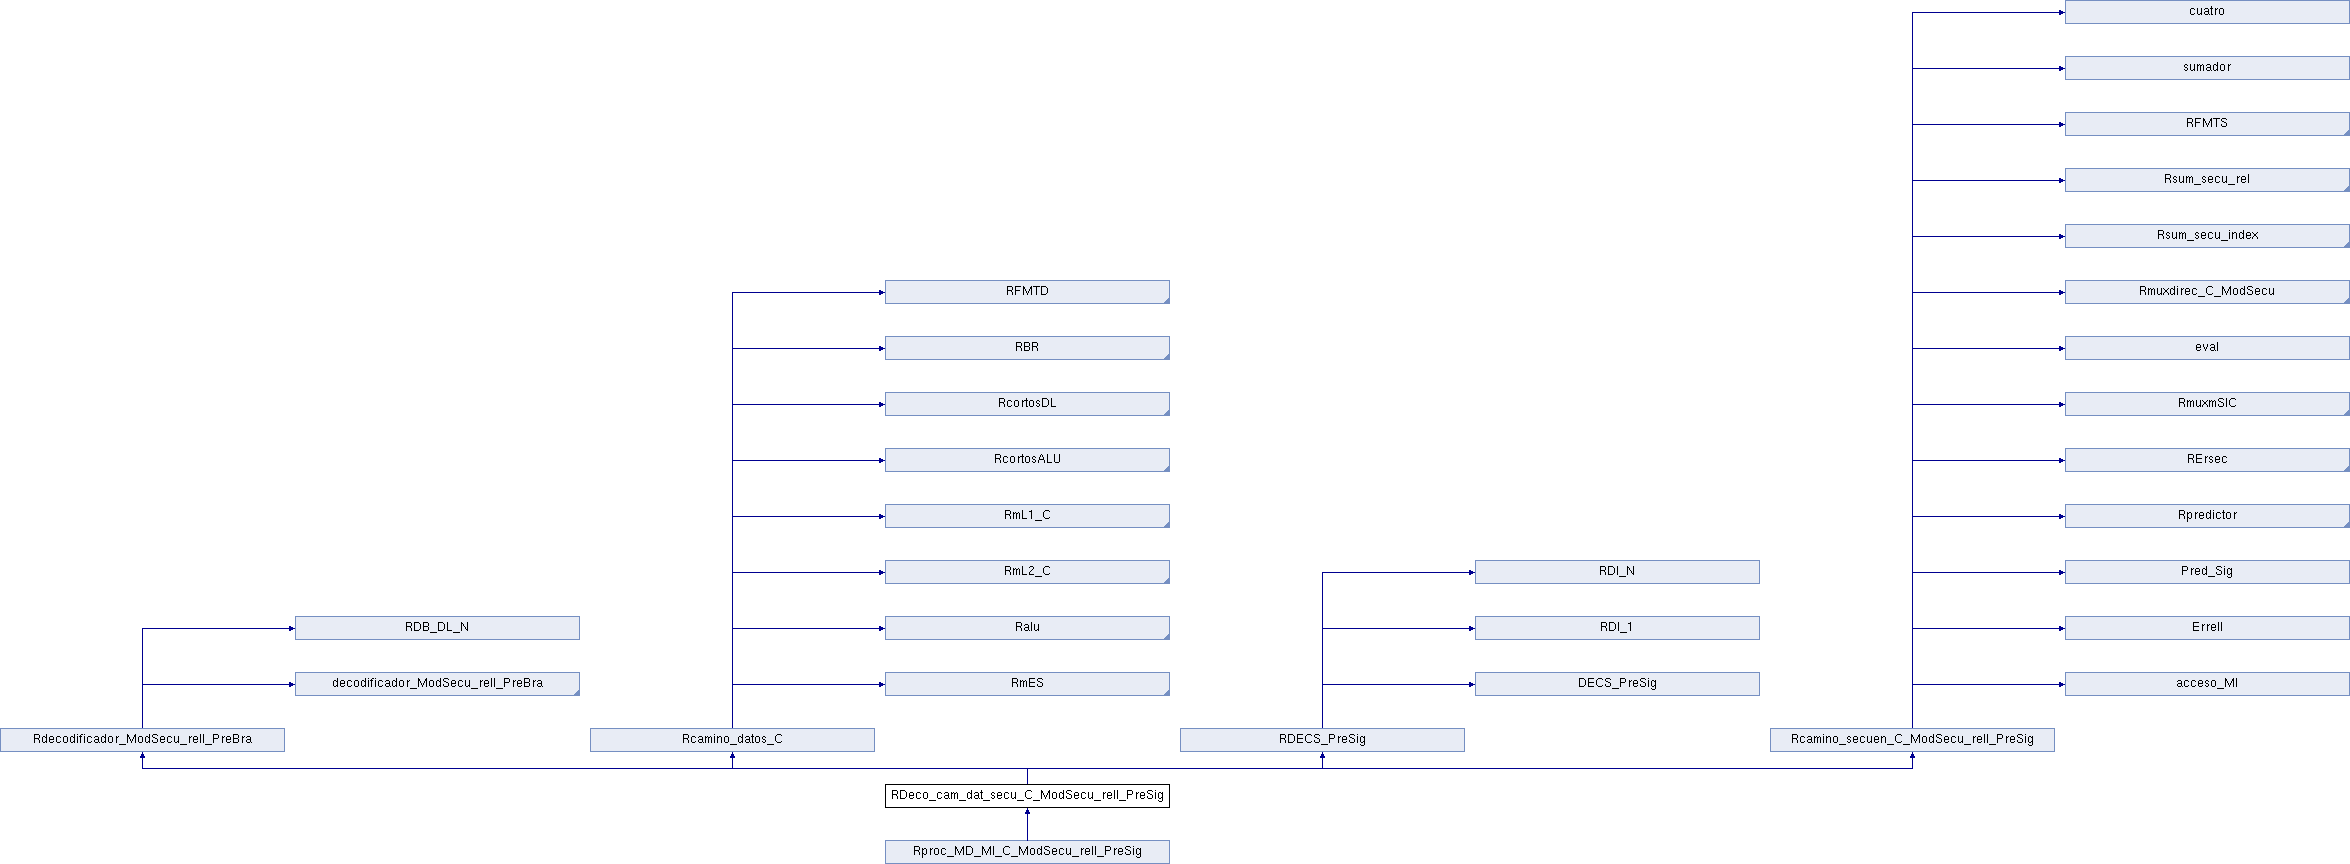 cuatro
sumador
RFMTS
Rsum_secu_rel
Rsum_secu_index
RFMTD
Rmuxdirec_C_ModSecu
RBR
eval
RcortosDL
RmuxmSIC
RcortosALU
RErsec
RmL1_C
Rpredictor
RmL2_C
RDI_N
Pred_Sig
RDB_DL_N
Ralu
RDI_1
Errell
decodificador_ModSecu_rell_PreBra
RmES
DECS_PreSig
acceso_MI
Rdecodificador_ModSecu_rell_PreBra
Rcamino_datos_C
RDECS_PreSig
Rcamino_secuen_C_ModSecu_rell_PreSig
RDeco_cam_dat_secu_C_ModSecu_rell_PreSig
Rproc_MD_MI_C_ModSecu_rell_PreSig